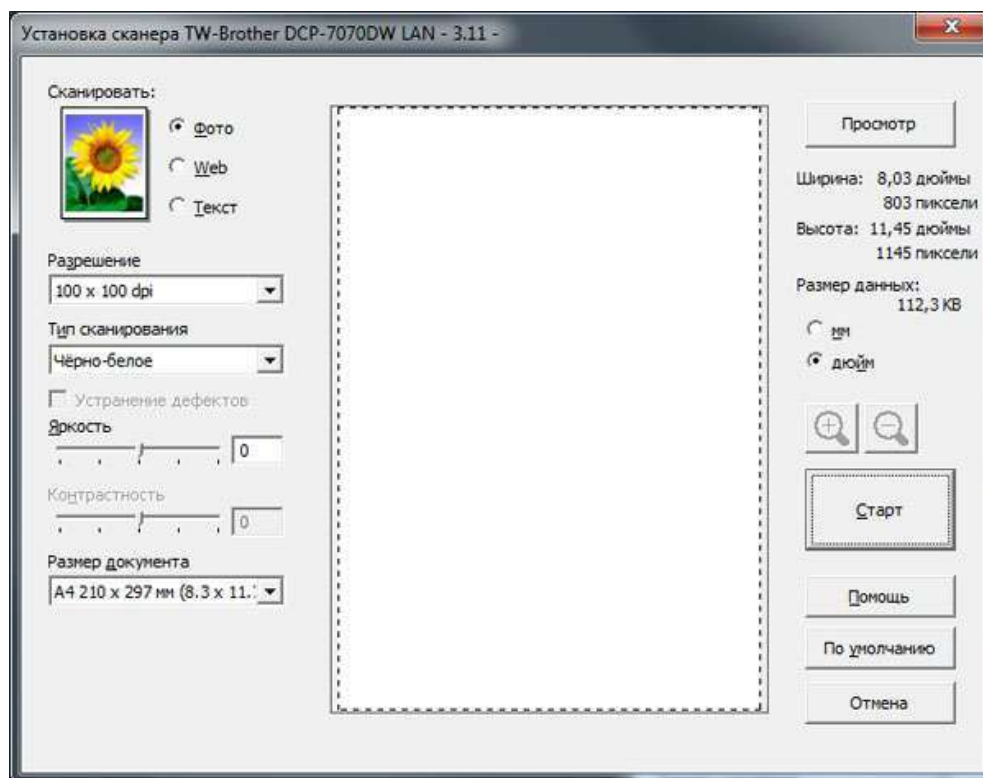 Установка сканера TW-Brother DCP-7070DW LAN - 3.11 -
Сканировать:
Фото
Web
Текст
Разрешение
100 x 100 dpi
Тип сканирования
Чёрно-белое
Устранение дефектов
Яркость
0
Контрастность
0
Размер документа
A4 210 x 297 мм (8.3 x 11.
Просмотр
Ширина: 8,03 дюймы
803 пиксели
Высота: 11,45 дюймы
1145 пиксели
Размер данных:
112,3 KB
мм
дюйм
Старт
Помощь
По умолчанию
Отмена